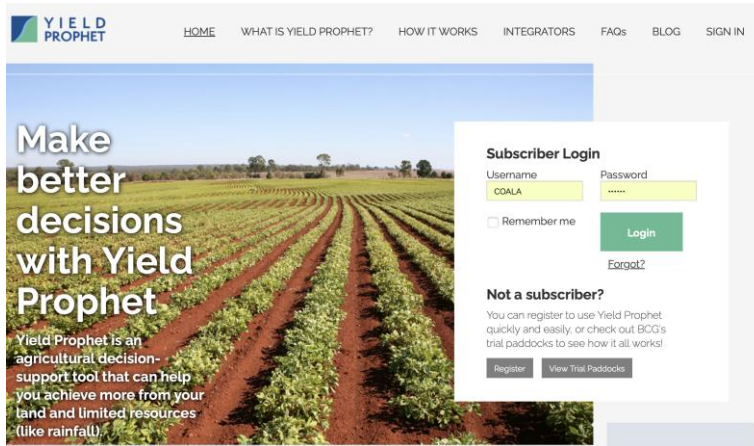 YIELD
PROPHET
HOME WHAT IS YIELD PROPHET? HOW IT WORKS INTEGRATORS FAQs BLOG SIGN IN
Make
better
decisions
with Yield
Prophet
Yield Prophet is an
agricultural decision-
support tool that can help
you achieve more from your
land and limited resources
(like rainfall).
Subscriber Login
Username Password
COALA ······
Remember me
Login
Forgot?
Not a subscriber?
You can register to use Yield Prophet
quickly and easily, or check out BCG's
trial paddocks to see how it all works!
Register View Trial Paddocks